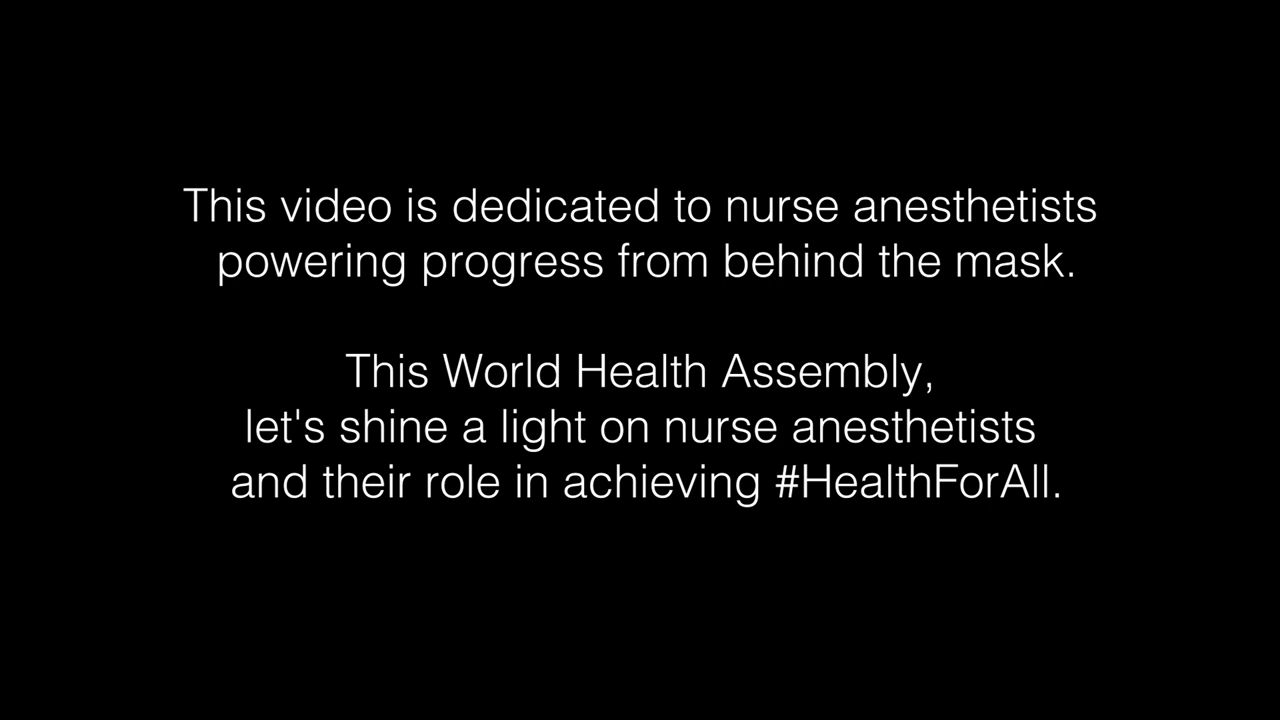 This video is dedicated to nurse anesthetists
powering progress from behind the mask.
This World Health Assembly,
let's shine a light on nurse anesthetists
and their role in achieving #HealthForAll.